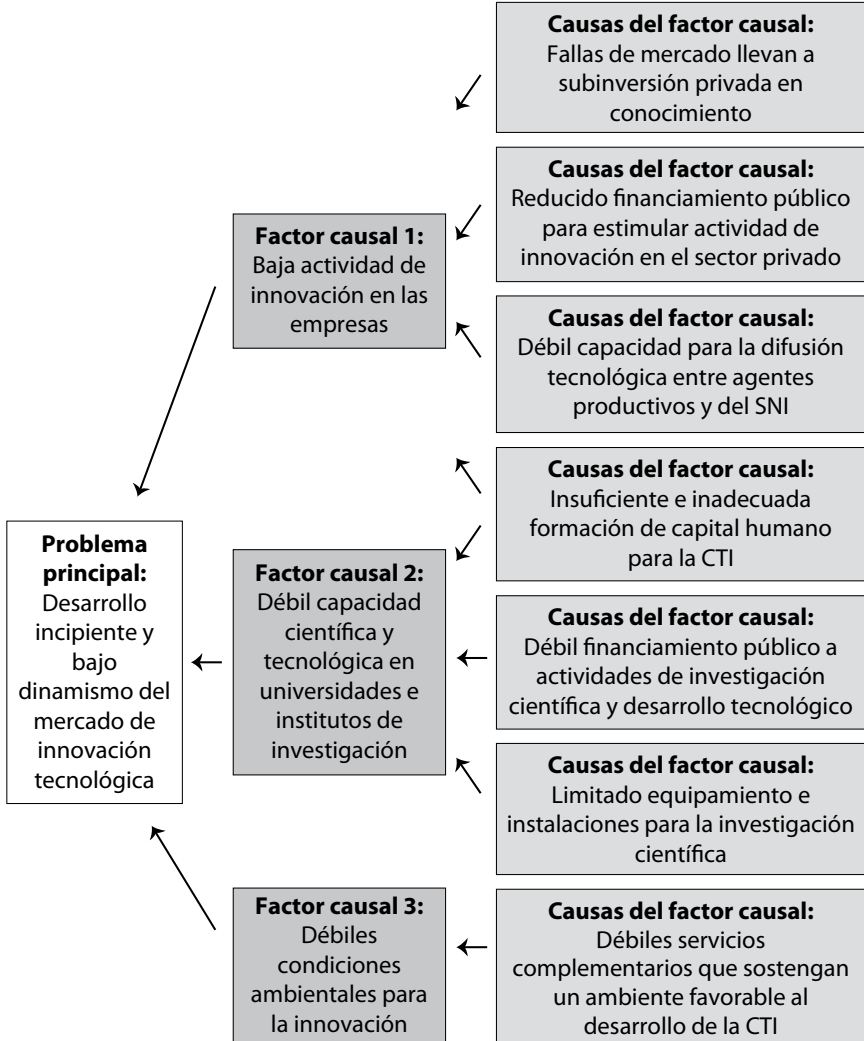 Causas del factor causal:
Fallas de mercado llevan a
subinversión privada en
conocimiento
Causas del factor causal:
Reducido financiamiento público
para estimular actividad de
innovación en el sector privado
Factor causal 1:
Baja actividad de
innovación en las
empresas
Causas del factor causal:
Débil capacidad para la difusión
tecnológica entre agentes
productivos y del SNI
Causas del factor causal:
Insuficiente e inadecuada
formación de capital humano
para la CTI
Problema
principal:
Desarrollo
incipiente y
bajo
dinamismo del
mercado de
innovación
tecnológica
Factor causal 2:
Débil capacidad
científica y
tecnológica en
universidades e
institutos de
investigación
Causas del factor causal:
Débil financiamiento público a
actividades de investigación
científica y desarrollo tecnológico
Causas del factor causal:
Limitado equipamiento e
instalaciones para la investigación
científica
Factor causal 3:
Débiles
condiciones
ambientales para
la innovación
Causas del factor causal:
Débiles servicios
complementarios que sostengan
un ambiente favorable al
desarrollo de la CTI